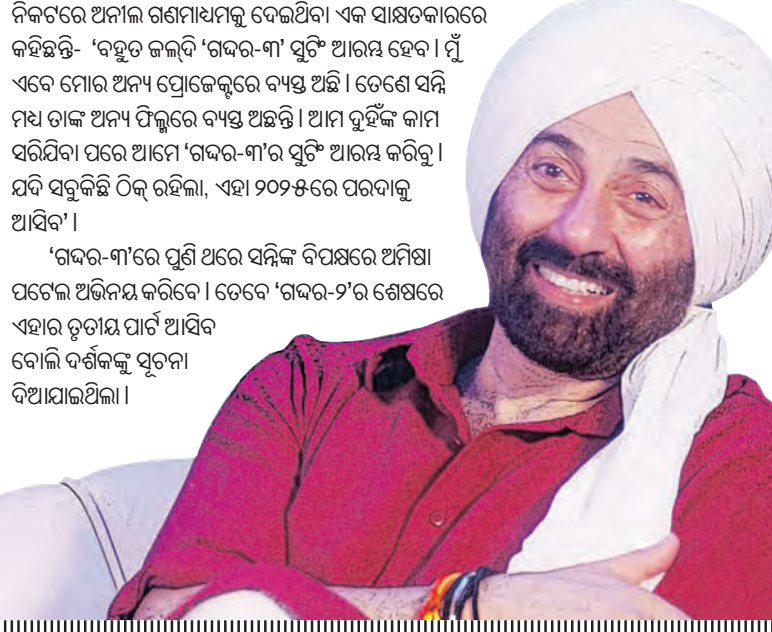 ନିକଟରେ ଅନୀଲ ଗଣମାଧ୍ୟମକୁ ଦେଇଥିବା ଏକ ସାକ୍ଷାତକାରରେ
କହିଛନ୍ତି- ‘ବହୁତ ଜଲ୍‌ଦି ‘ଗଦ୍ଦର-୩’ ସୁଟିଂ ଆରମ୍ଭ ହେବ । ମୁଁ
ଏବେ ମୋର ଅନ୍ୟ ପ୍ରୋଜେକ୍ଟରେ ବ୍ୟସ୍ତ ଅଛି । ତେଣେ ସନ୍ନି
ମଧ୍ୟ ତାଙ୍କ ଅନ୍ୟ ଫିଲ୍ମରେ ବ୍ୟସ୍ତ ଅଛନ୍ତି । ଆମ ଦୁହିଁଙ୍କ କାମ
ସରିଯିବା ପରେ ଆମେ ‘ଗଦ୍ଦର-୩’ର ସୁଟିଂ ଆରମ୍ଭ କରିବୁ ।
ଯଦି ସବୁକିଛି ଠିକ୍ ରହିଲା, ଏହା ୨୦୨୫ରେ ପରଦାକୁ
ଆସିବ’ ।
‘ଗଦ୍ଦର-୩’ରେ ପୁଣି ଥରେ ସନ୍ନିଙ୍କ ବିପକ୍ଷରେ ଅମିଷା
ପଟେଲ ଅଭିନୟ କରିବେ । ତେବେ ‘ଗଦ୍ଦର-୨’ର ଶେଷରେ
ଏହାର ତୃତୀୟ ପାର୍ଟ ଆସିବ
ବୋଲି ଦର୍ଶକଙ୍କୁ ସୂଚନା
ଦିଆଯାଇଥିଲା ।